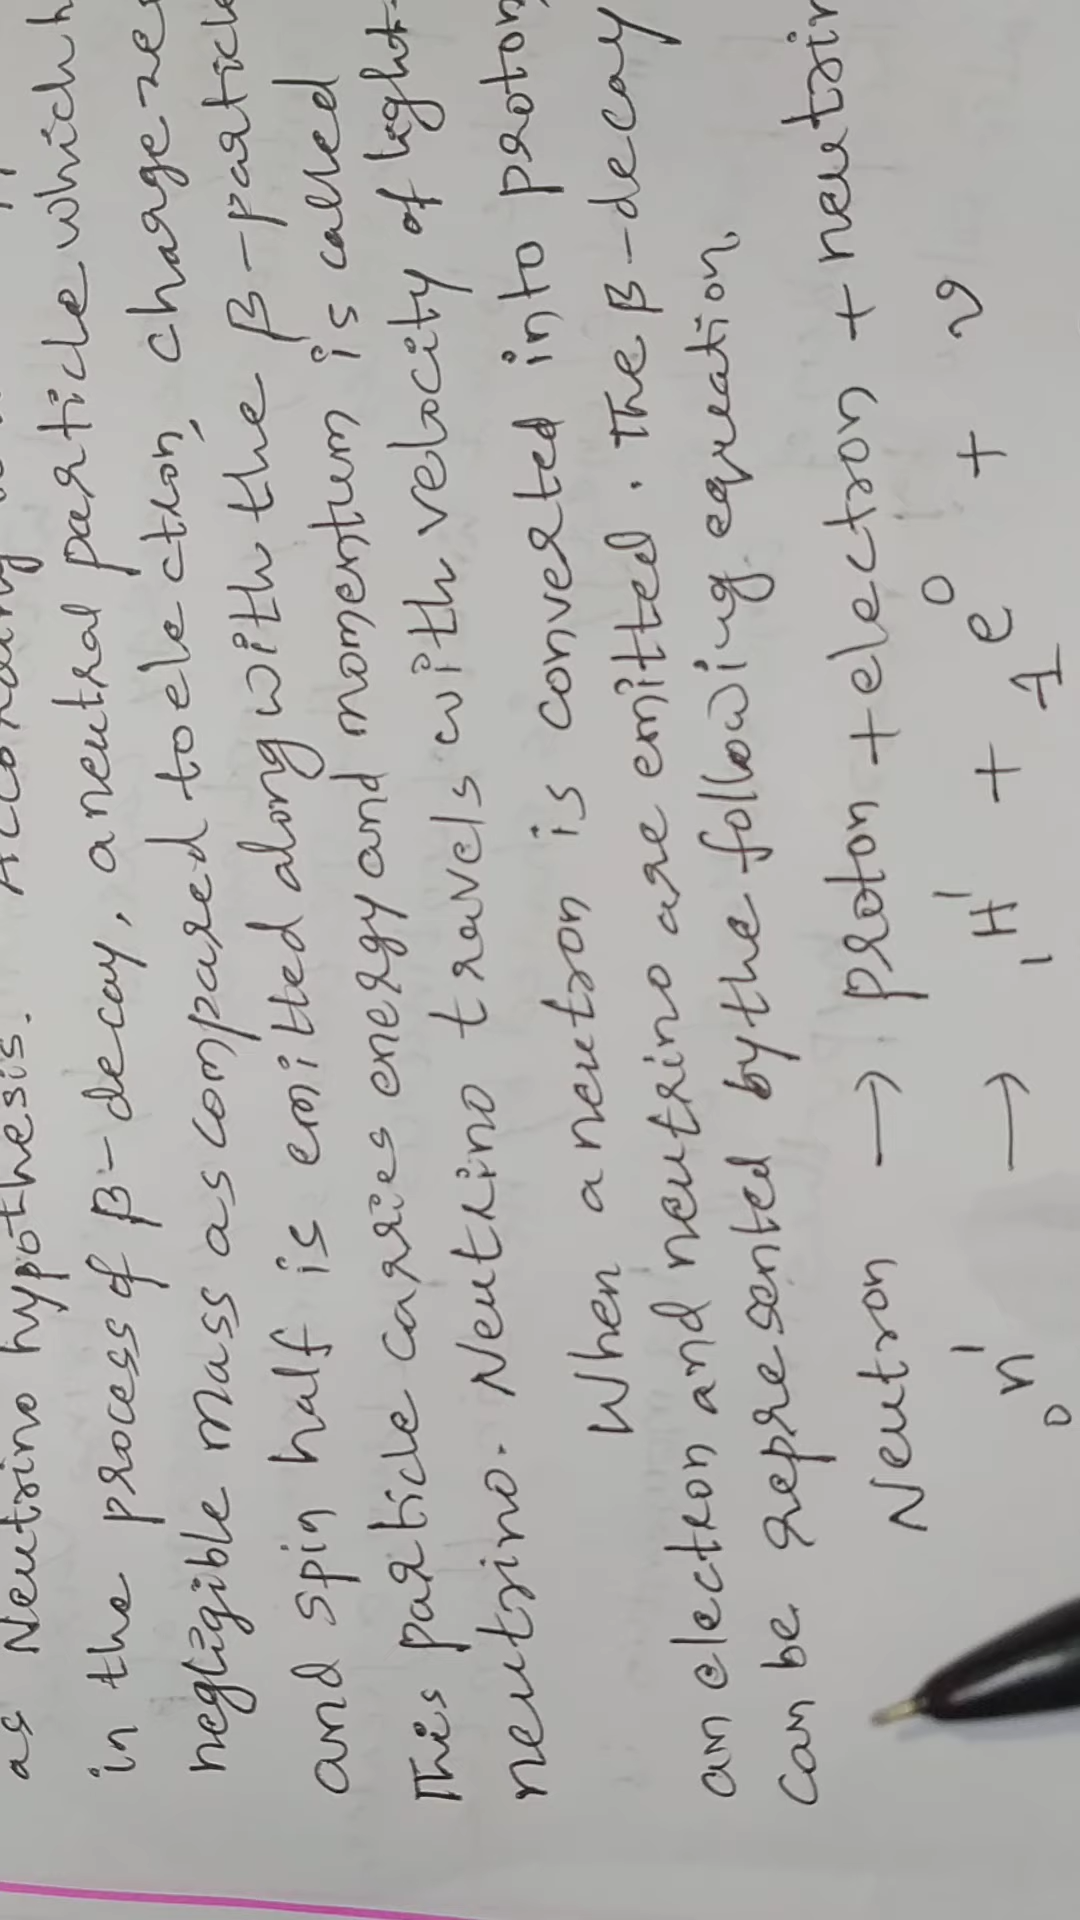 as Neutrino hypothesis. According
in the process of β-decay, a neutral particle which
negligible mass as compared to electron, charge
and spin half is emitted along with the β-particle
This particle carries energy and momentum is called
neutrino. Neutrino travels with velocity of light.
When a neutron is converted into proton,
an electron and neutrino are emitted. The β-decay
can be represented by the following equation.
Neutron → proton + electron + neutrin
₀n¹ → ₁H¹ + ₁e⁰ + ν